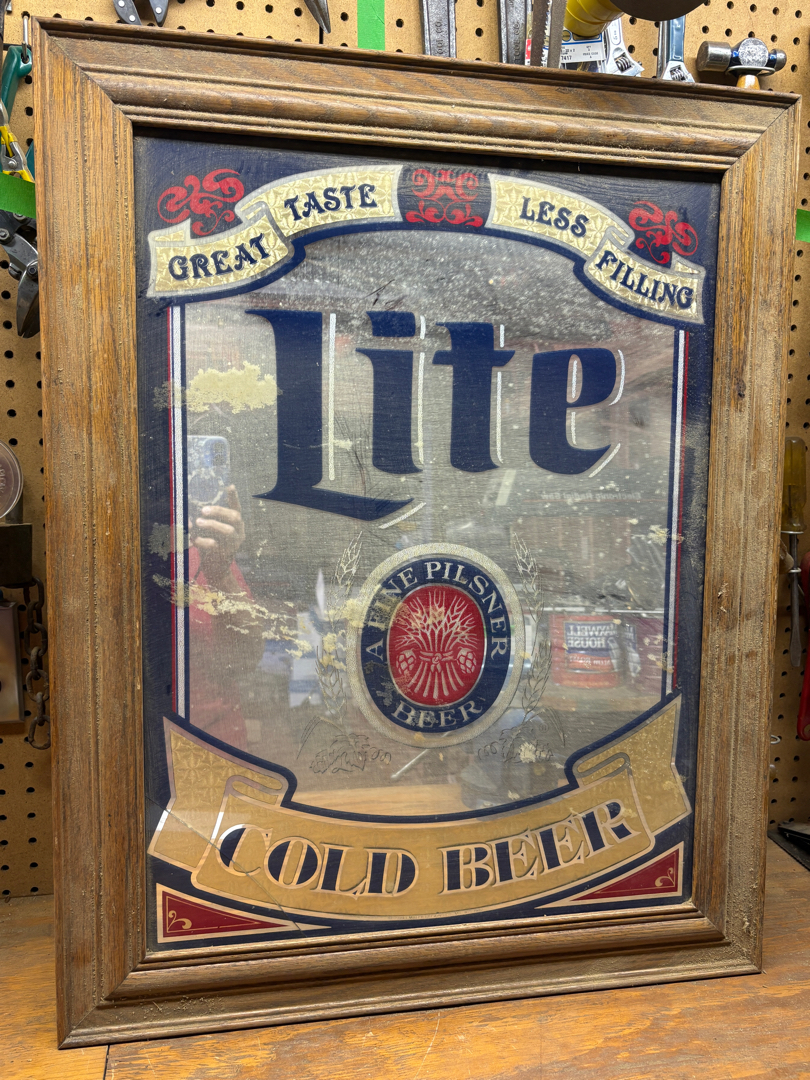 GREAT TASTE LESS FILLING
Lite
A FINE PILSNER
BEER
COLD BEER